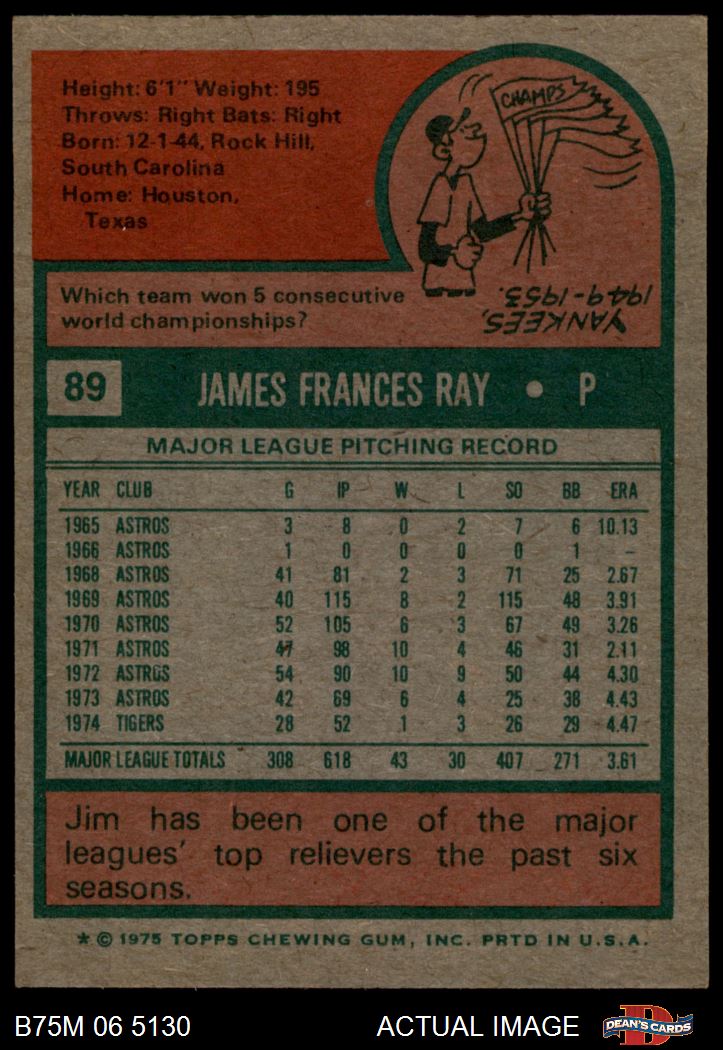 Height: 6'1" Weight: 195
Throws: Right Bats: Right
Born: 12-1-44, Rock Hill,
South Carolina
Home: Houston,
Texas
CHAMPS
Which team won 5 consecutive
world championships?
YANKEES,
1949-1953.
89 JAMES FRANCES RAY • P
MAJOR LEAGUE PITCHING RECORD
YEAR CLUB G IP W L SO BB ERA
1965 ASTROS 3 8 0 2 7 6 10.13
1966 ASTROS 1 0 0 0 0 1 –
1968 ASTROS 41 81 2 3 71 25 2.67
1969 ASTROS 40 115 8 2 115 48 3.91
1970 ASTROS 52 105 6 3 67 49 3.26
1971 ASTROS 47 98 10 4 46 31 2.11
1972 ASTROS 54 90 10 9 50 44 4.30
1973 ASTROS 42 69 6 4 25 38 4.43
1974 TIGERS 28 52 1 3 26 29 4.47
MAJOR LEAGUE TOTALS 308 618 43 30 407 271 3.61
Jim has been one of the major
leagues' top relievers the past six
seasons.
* © 1975 TOPPS CHEWING GUM, INC. PRTD IN U.S.A.
B75M 06 5130 ACTUAL IMAGE
D
DEAN'S CARDS